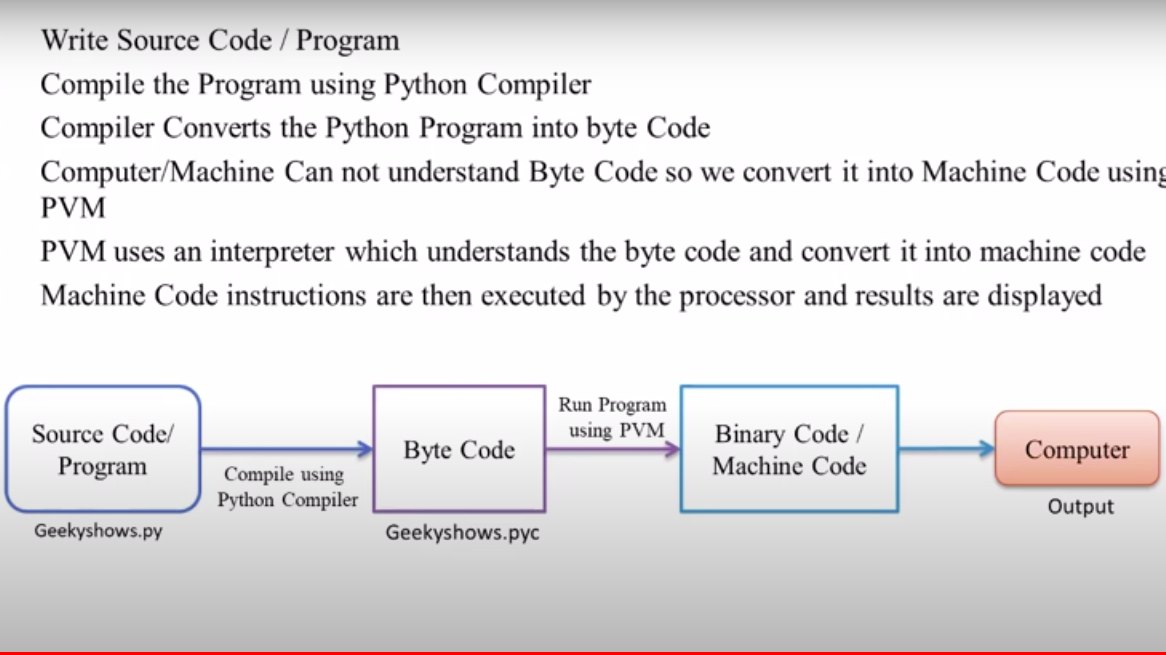 Write Source Code / Program
Compile the Program using Python Compiler
Compiler Converts the Python Program into byte Code
Computer/Machine Can not understand Byte Code so we convert it into Machine Code using
PVM
PVM uses an interpreter which understands the byte code and convert it into machine code
Machine Code instructions are then executed by the processor and results are displayed
Source Code/
Program
Geekyshows.py
Compile using
Python Compiler
Byte Code
Geekyshows.pyc
Run Program
using PVM
Binary Code /
Machine Code
Computer
Output